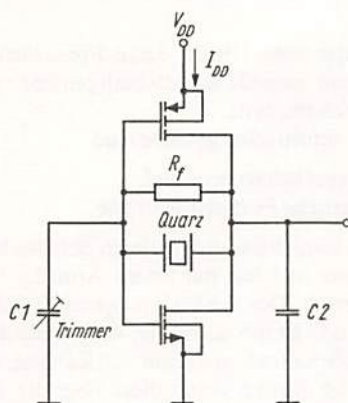 V_DD
I_DD
R_f
Quarz
C1
Trimmer
C2